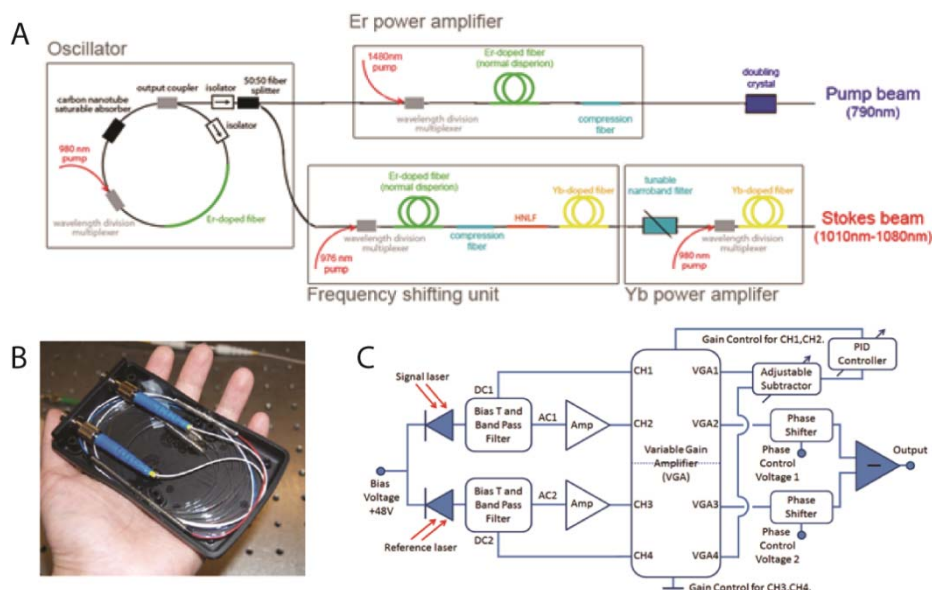 A
Oscillator
carbon nanotube
saturable absorber
output coupler
isolator
50:50 fiber
splitter
isolator
980 nm
pump
wavelength division
multiplexer
Er-doped fiber
Er power amplifier
1480nm
pump
wavelength division
multiplexer
Er-doped fiber
(normal disperion)
compression
fiber
doubling
crystal
Pump beam
(790nm)
Er-doped fiber
(normal disperion)
976 nm
pump
wavelength division
multiplexer
compression
fiber
HNLF
Yb-doped fiber
Frequency shifting unit
tunable
narroband filter
980 nm
pump
wavelength division
multiplexer
Yb-doped fiber
Yb power amplifer
Stokes beam
(1010nm-1080nm)
B
C
Signal laser
Bias
Voltage
+48V
Reference laser
DC1
Bias T and
Band Pass
Filter
AC1
Amp
Bias T and
Band Pass
Filter
AC2
Amp
DC2
Gain Control for CH1,CH2.
CH1
CH2
CH3
CH4
Variable Gain
Amplifier
(VGA)
VGA1
VGA2
VGA3
VGA4
Gain Control for CH3,CH4.
PID
Controller
Adjustable
Subtractor
Phase
Shifter
Phase
Control
Voltage 1
Phase
Shifter
Phase
Control
Voltage 2
−
Output